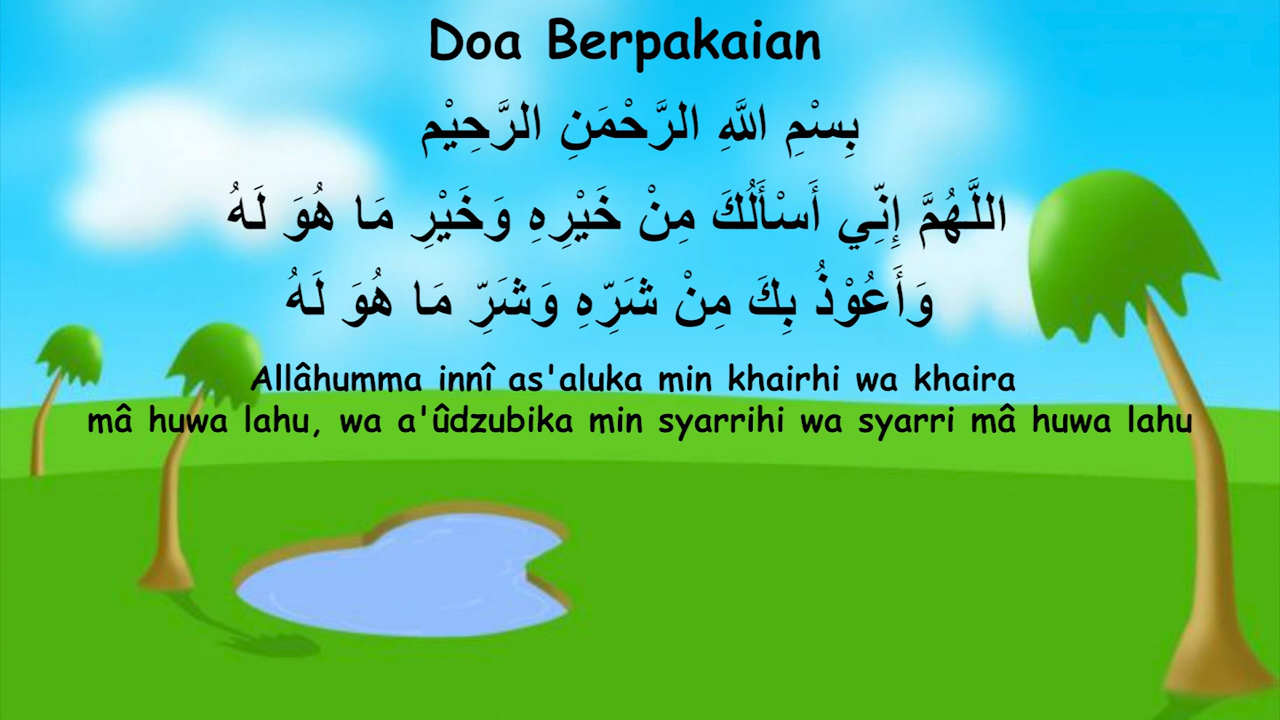 Doa Berpakaian
بِسْمِ اللَّهِ الرَّحْمَنِ الرَّحِيْم
اللَّهُمَّ إِنِّي أَسْأَلُكَ مِنْ خَيْرِهِ وَخَيْرِ مَا هُوَ لَهُ
وَأَعُوْذُ بِكَ مِنْ شَرِّهِ وَشَرِّ مَا هُوَ لَهُ
Allâhumma innî as'aluka min khairhi wa khaira
mâ huwa lahu, wa a'ûdzubika min syarrihi wa syarri mâ huwa lahu